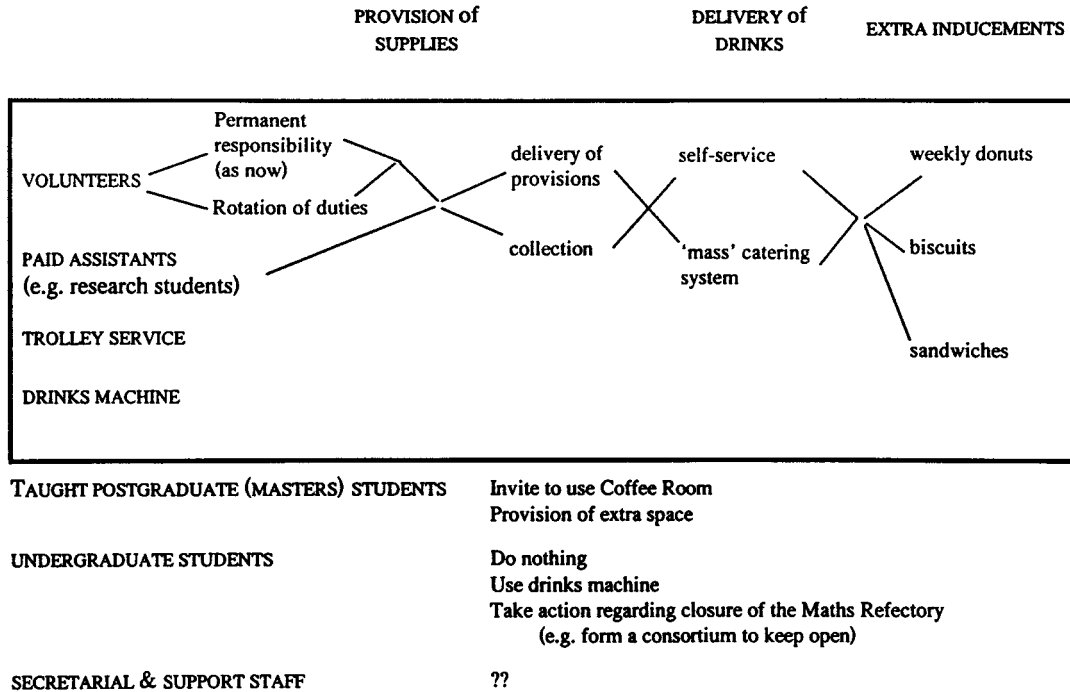 PROVISION of
SUPPLIES
DELIVERY of
DRINKS
EXTRA INDUCEMENTS
VOLUNTEERS
Permanent
responsibility
(as now)
Rotation of duties
PAID ASSISTANTS
(e.g. research students)
TROLLEY SERVICE
DRINKS MACHINE
delivery of
provisions
collection
self-service
'mass' catering
system
weekly donuts
biscuits
sandwiches
TAUGHT POSTGRADUATE (MASTERS) STUDENTS
Invite to use Coffee Room
Provision of extra space
UNDERGRADUATE STUDENTS
Do nothing
Use drinks machine
Take action regarding closure of the Maths Refectory
(e.g. form a consortium to keep open)
SECRETARIAL & SUPPORT STAFF
??